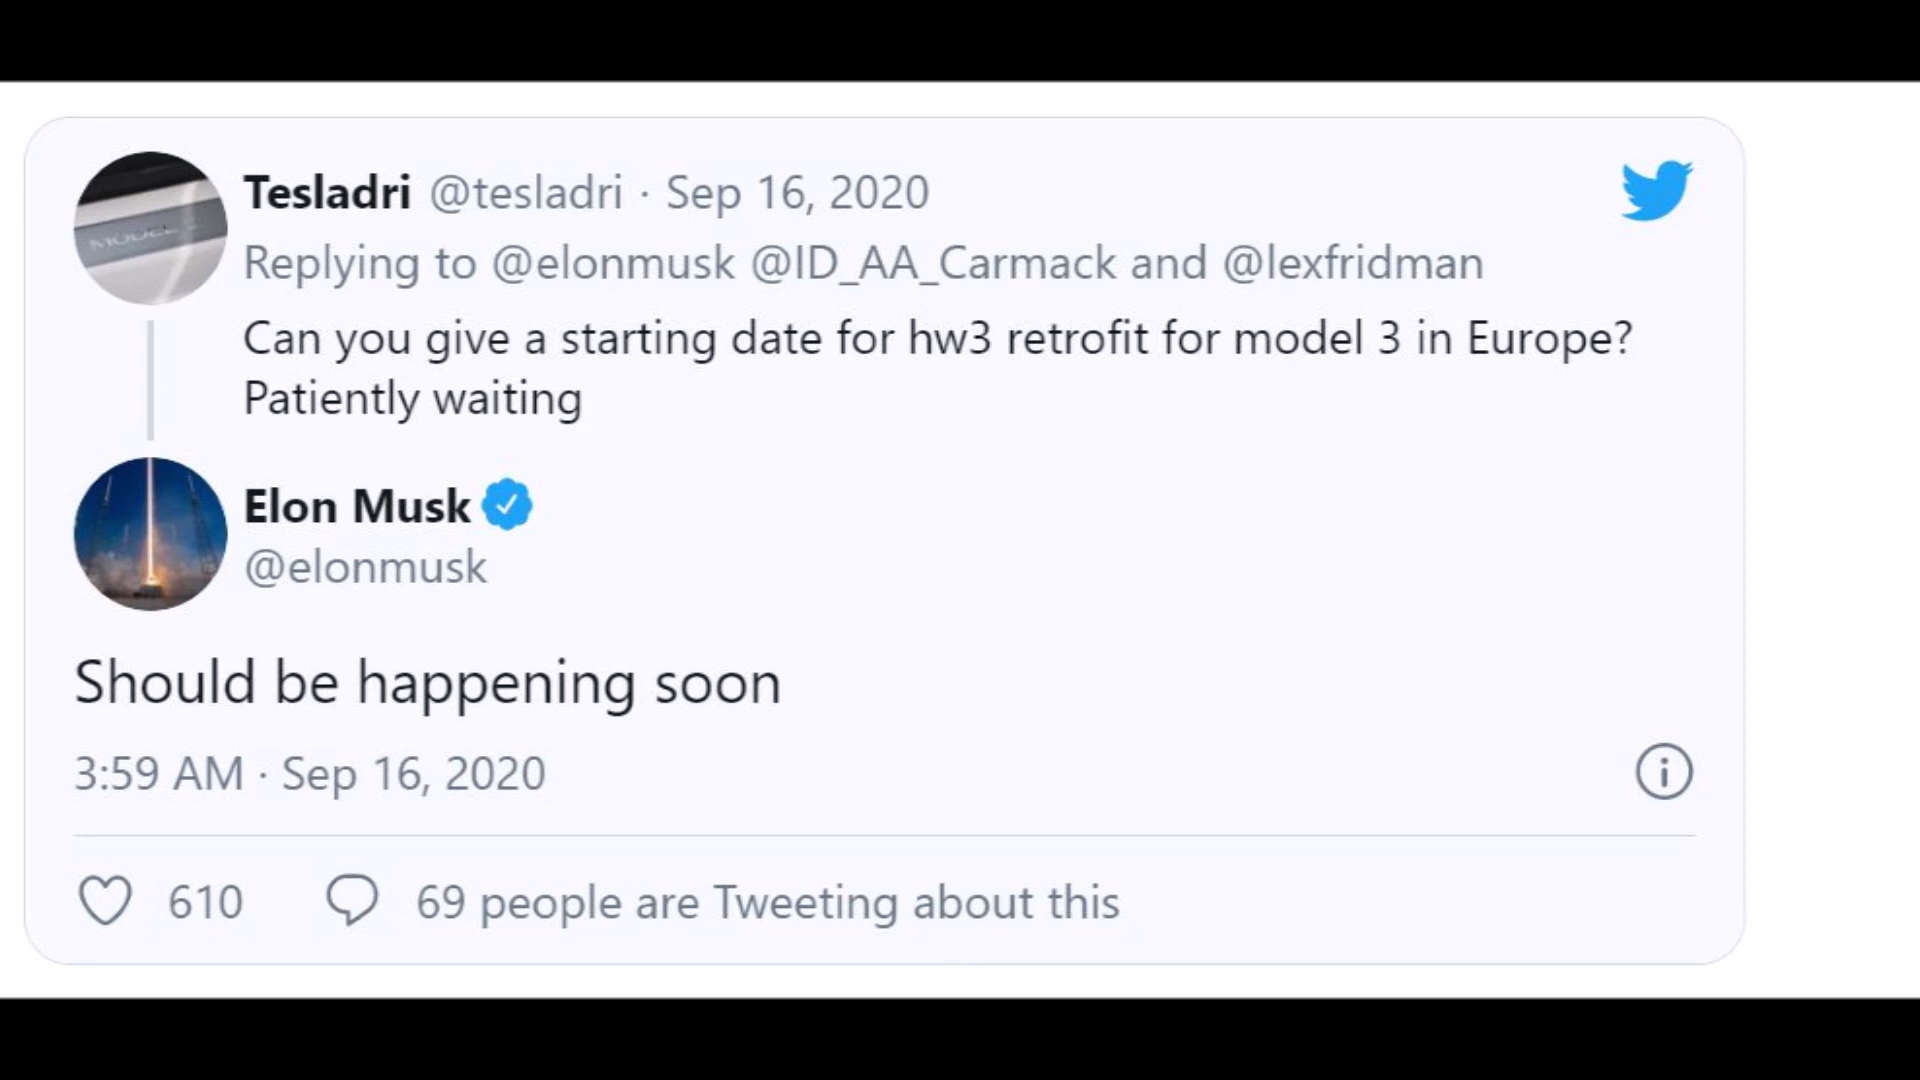 Tesladri @tesladri · Sep 16, 2020
Replying to @elonmusk @ID_AA_Carmack and @lexfridman
Can you give a starting date for hw3 retrofit for model 3 in Europe?
Patiently waiting
MODEL
Elon Musk
@elonmusk
Should be happening soon
3:59 AM · Sep 16, 2020
610 69 people are Tweeting about this